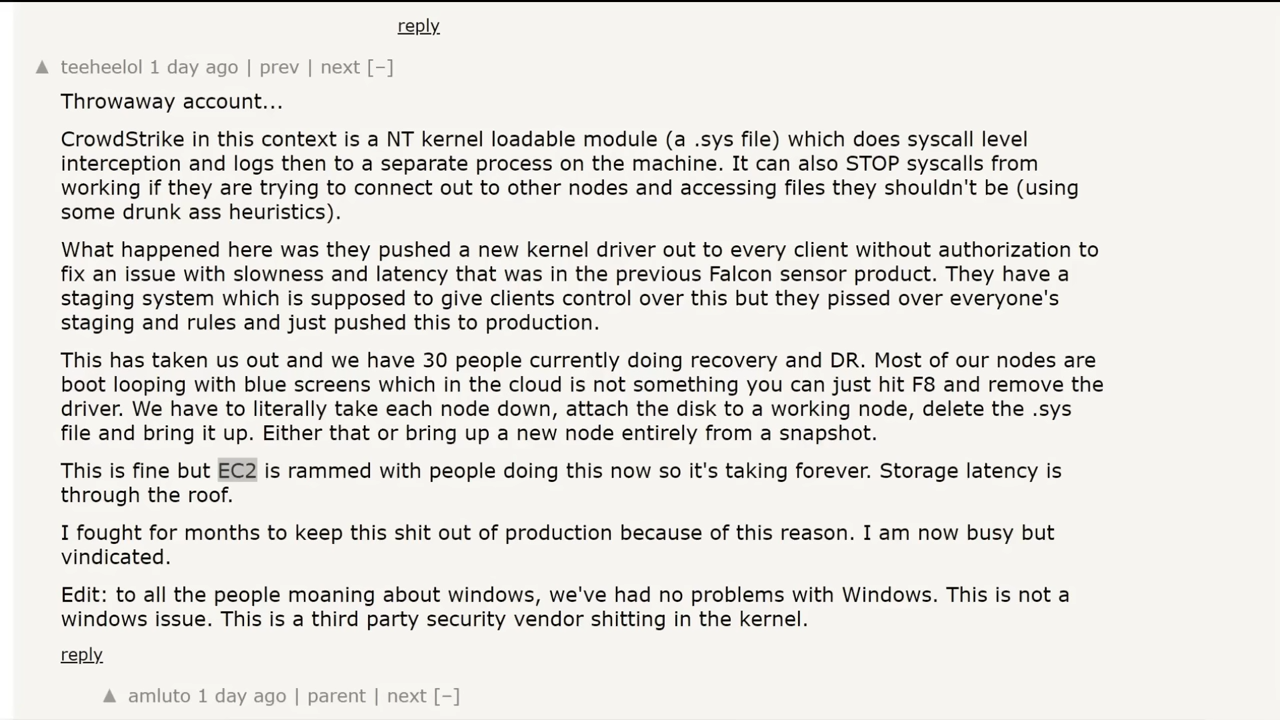 reply
▲ teeheelol 1 day ago | prev | next [–]
Throwaway account...
CrowdStrike in this context is a NT kernel loadable module (a .sys file) which does syscall level
interception and logs then to a separate process on the machine. It can also STOP syscalls from
working if they are trying to connect out to other nodes and accessing files they shouldn't be (using
some drunk ass heuristics).
What happened here was they pushed a new kernel driver out to every client without authorization to
fix an issue with slowness and latency that was in the previous Falcon sensor product. They have a
staging system which is supposed to give clients control over this but they pissed over everyone's
staging and rules and just pushed this to production.
This has taken us out and we have 30 people currently doing recovery and DR. Most of our nodes are
boot looping with blue screens which in the cloud is not something you can just hit F8 and remove the
driver. We have to literally take each node down, attach the disk to a working node, delete the .sys
file and bring it up. Either that or bring up a new node entirely from a snapshot.
This is fine but EC2 is rammed with people doing this now so it's taking forever. Storage latency is
through the roof.
I fought for months to keep this shit out of production because of this reason. I am now busy but
vindicated.
Edit: to all the people moaning about windows, we've had no problems with Windows. This is not a
windows issue. This is a third party security vendor shitting in the kernel.
reply
▲ amluto 1 day ago | parent | next [–]